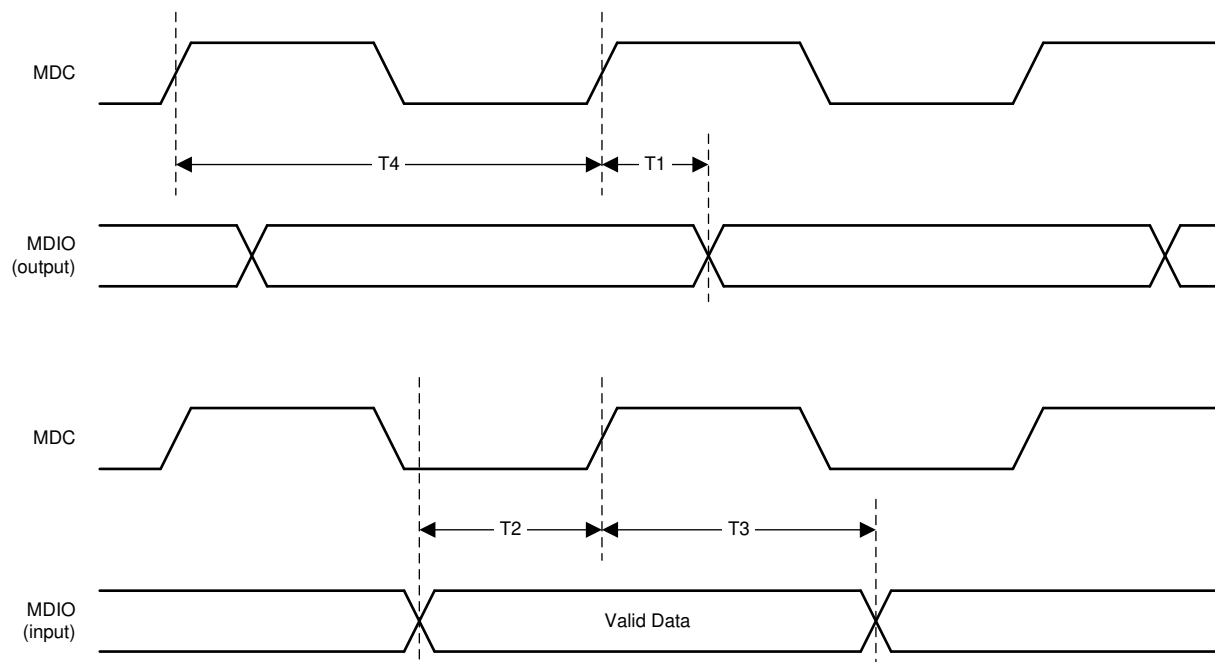 MDC
T4
T1
MDIO
(output)
MDC
T2
T3
MDIO
(input)
Valid Data